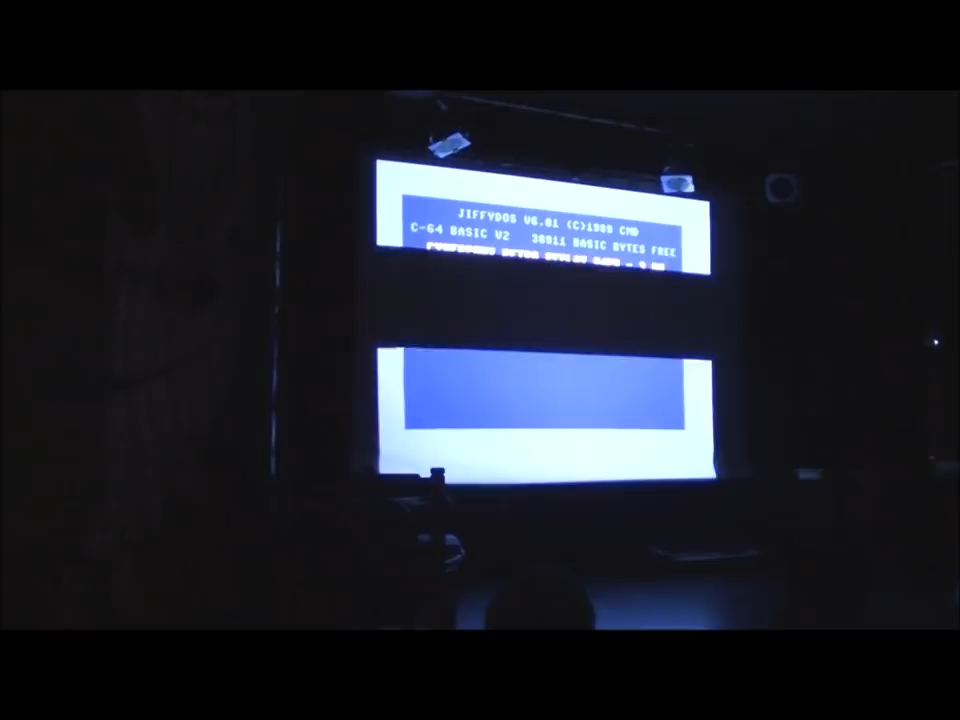 JIFFYDOS V6.01 (C)1989 CMD
C-64 BASIC V2 38911 BASIC BYTES FREE